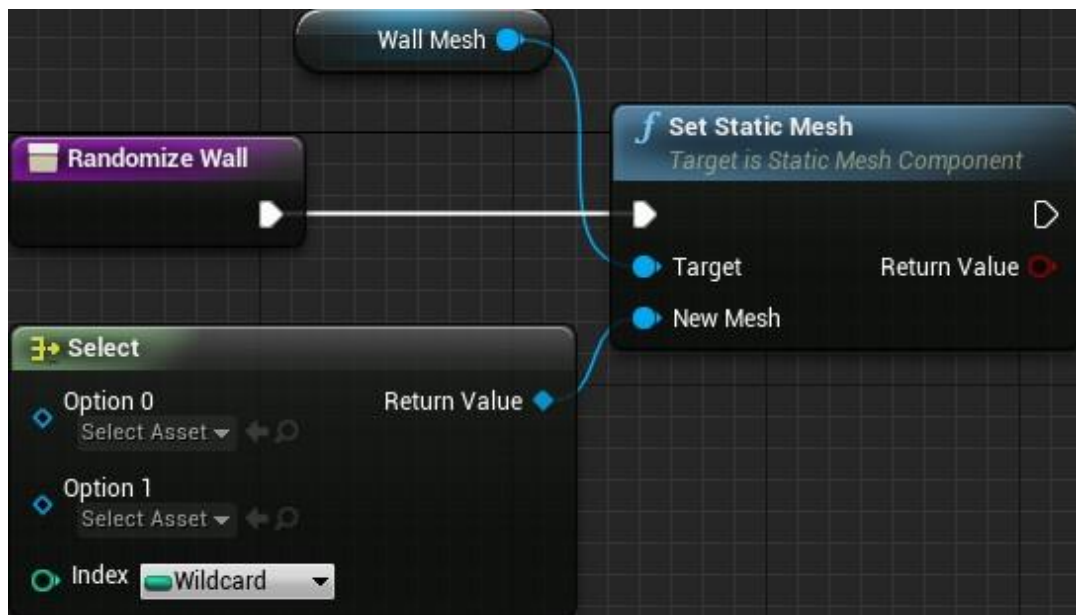 Wall Mesh
Randomize Wall
f Set Static Mesh
Target is Static Mesh Component
Target
Return Value
New Mesh
Select
Option 0
Return Value
Select Asset
Option 1
Select Asset
Index
Wildcard